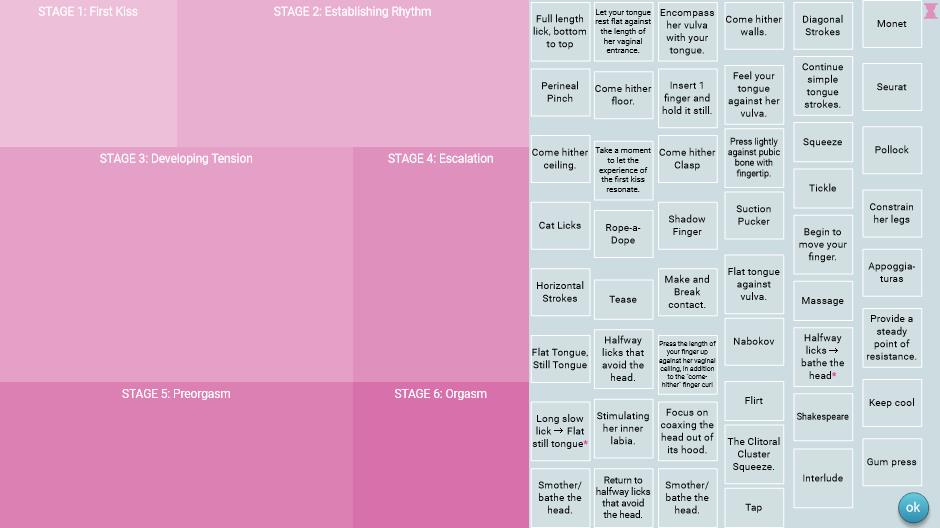 STAGE 1: First Kiss
STAGE 2: Establishing Rhythm
STAGE 3: Developing Tension
STAGE 4: Escalation
STAGE 5: Preorgasm
STAGE 6: Orgasm
Full length
lick, bottom
to top
Perineal
Pinch
Come hither
ceiling.
Cat Licks
Horizontal
Strokes
Flat Tongue,
Still Tongue
Long slow
lick → Flat
still tongue*
Smother/
bathe the
head.
Let your tongue
rest flat against
the length of
her vaginal
entrance.
Come hither
floor.
Take a moment
to let the
experience of
the first kiss
resonate.
Rope-a-
Dope
Tease
Halfway
licks that
avoid the
head.
Stimulating
her inner
labia.
Return to
halfway licks
that avoid
the head.
Encompass
her vulva
with your
tongue.
Insert 1
finger and
hold it still.
Come hither
Clasp
Shadow
Finger
Make and
Break
contact.
Press the length of
your finger up
against her vaginal
ceiling, in addition
to the 'come-
hither' finger curl
Focus on
coaxing the
head out of
its hood.
Smother/
bathe the
head.
Come hither
walls.
Feel your
tongue
against her
vulva.
Press lightly
against pubic
bone with
fingertip.
Suction
Pucker
Flat tongue
against
vulva.
Nabokov
Flirt
The Clitoral
Cluster
Squeeze.
Tap
Diagonal
Strokes
Continue
simple
tongue
strokes.
Squeeze
Tickle
Begin to
move your
finger.
Massage
Halfway
licks →
bathe the
head*
Shakespeare
Interlude
Monet
Seurat
Pollock
Constrain
her legs
Appoggia-
turas
Provide a
steady
point of
resistance.
Keep cool
Gum press
ok